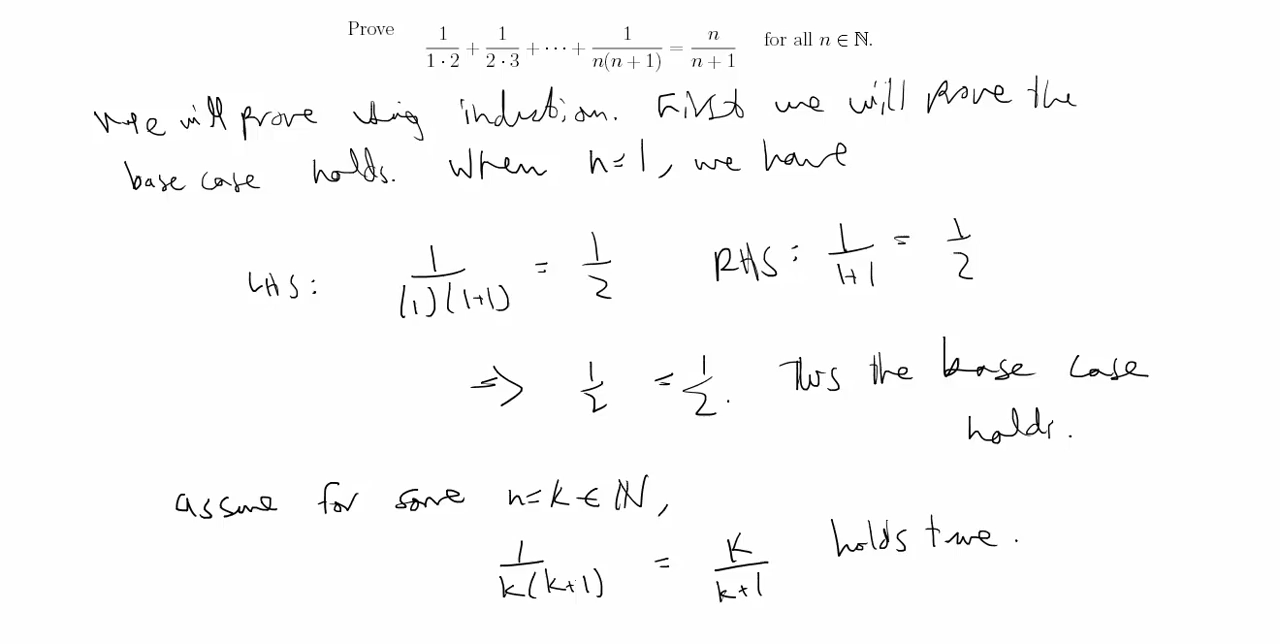 Prove 1/(1 · 2) + 1/(2 · 3) + · · · + 1/(n(n + 1)) = n/(n + 1) for all n ∈ ℕ.
We will prove using induction. First we will prove the
base case holds. When n=1, we have
LHS: 1/((1)(1+1)) = 1/2 RHS: 1/(1+1) = 1/2
=> 1/2 = 1/2. Thus the base case
holds.
assume for some n=k∈ℕ,
1/(k(k+1)) = k/(k+1) holds true.